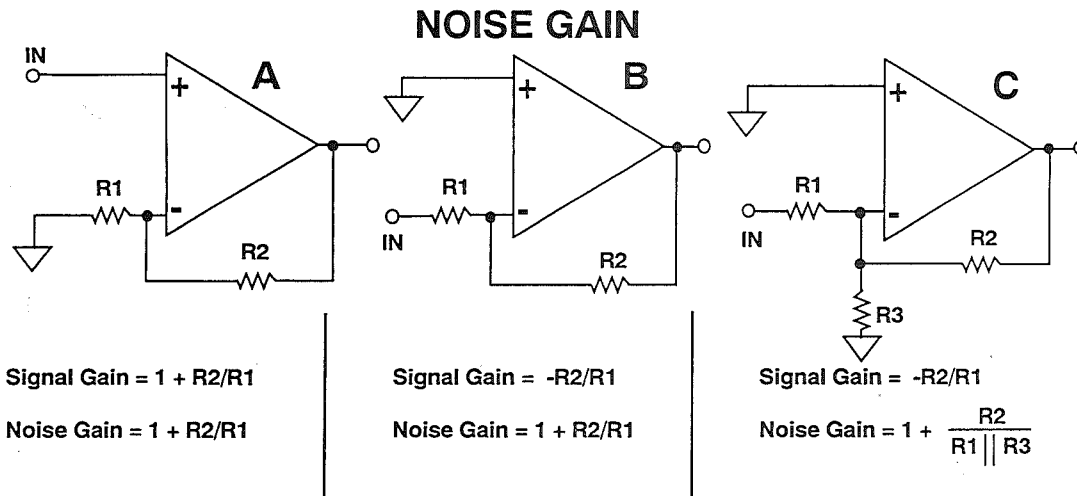 NOISE GAIN
IN
A
+
-
R1
R2
B
+
-
R1
IN
R2
C
+
-
R1
IN
R2
R3
Signal Gain = 1 + R2/R1
Noise Gain = 1 + R2/R1
Signal Gain = -R2/R1
Noise Gain = 1 + R2/R1
Signal Gain = -R2/R1
Noise Gain = 1 + R2
R1 || R3